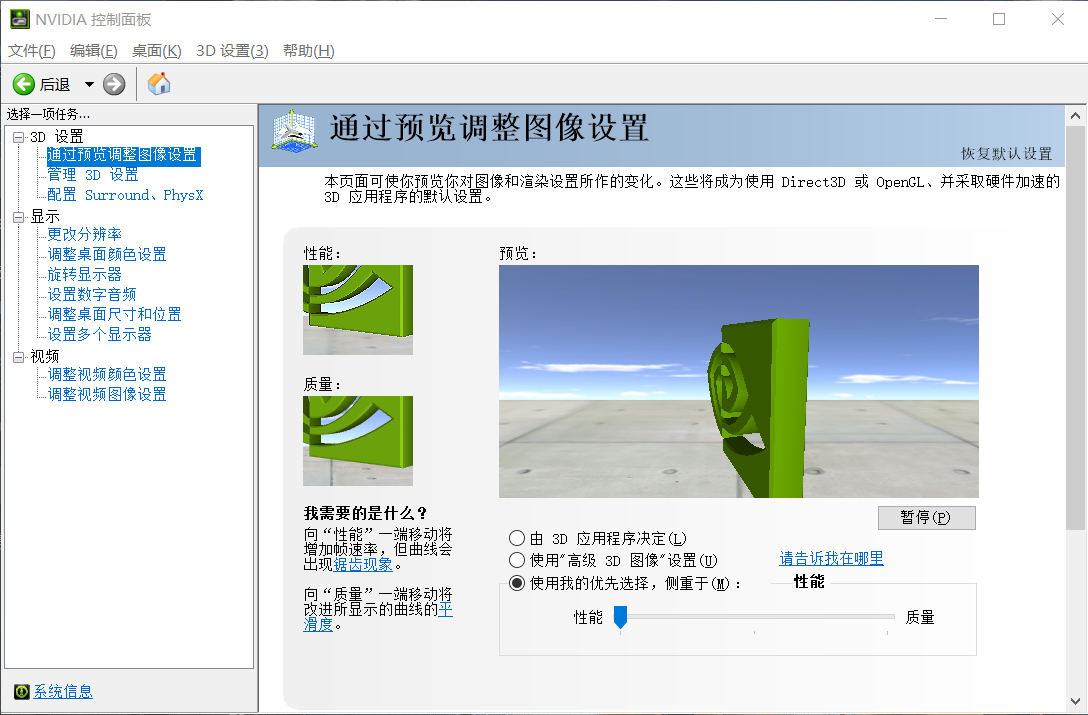 NVIDIA 控制面板
文件(F) 编辑(E) 桌面(K) 3D 设置(3) 帮助(H)
后退
选择一项任务...
3D 设置
通过预览调整图像设置
管理 3D 设置
配置 Surround、PhysX
显示
更改分辨率
调整桌面颜色设置
旋转显示器
设置数字音频
调整桌面尺寸和位置
设置多个显示器
视频
调整视频颜色设置
调整视频图像设置
系统信息
通过预览调整图像设置
恢复默认设置
本页面可使你预览你对图像和渲染设置所作的变化。这些将成为使用 Direct3D 或 OpenGL、并采取硬件加速的
3D 应用程序的默认设置。
性能：
质量：
我需要的是什么？
向“性能”一端移动将
增加帧速率，但曲线会
出现锯齿现象。
向“质量”一端移动将
改进所显示的曲线的平
滑度。
预览：
暂停(P)
由 3D 应用程序决定(L)
使用"高级 3D 图像"设置(U)
请告诉我在哪里
使用我的优先选择，侧重于(M)：
性能
性能
质量